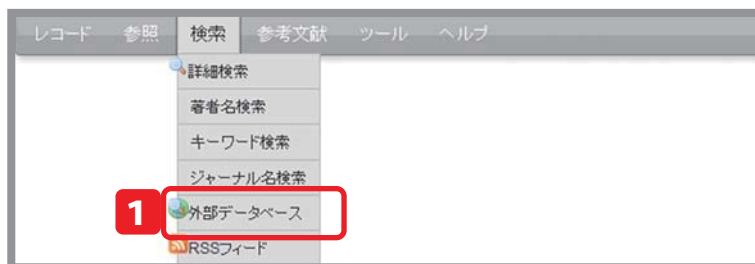 レコード 参照 検索 参考文献 ツール ヘルプ
詳細検索
著者名検索
キーワード検索
ジャーナル名検索
1 外部データベース
RSSフィード